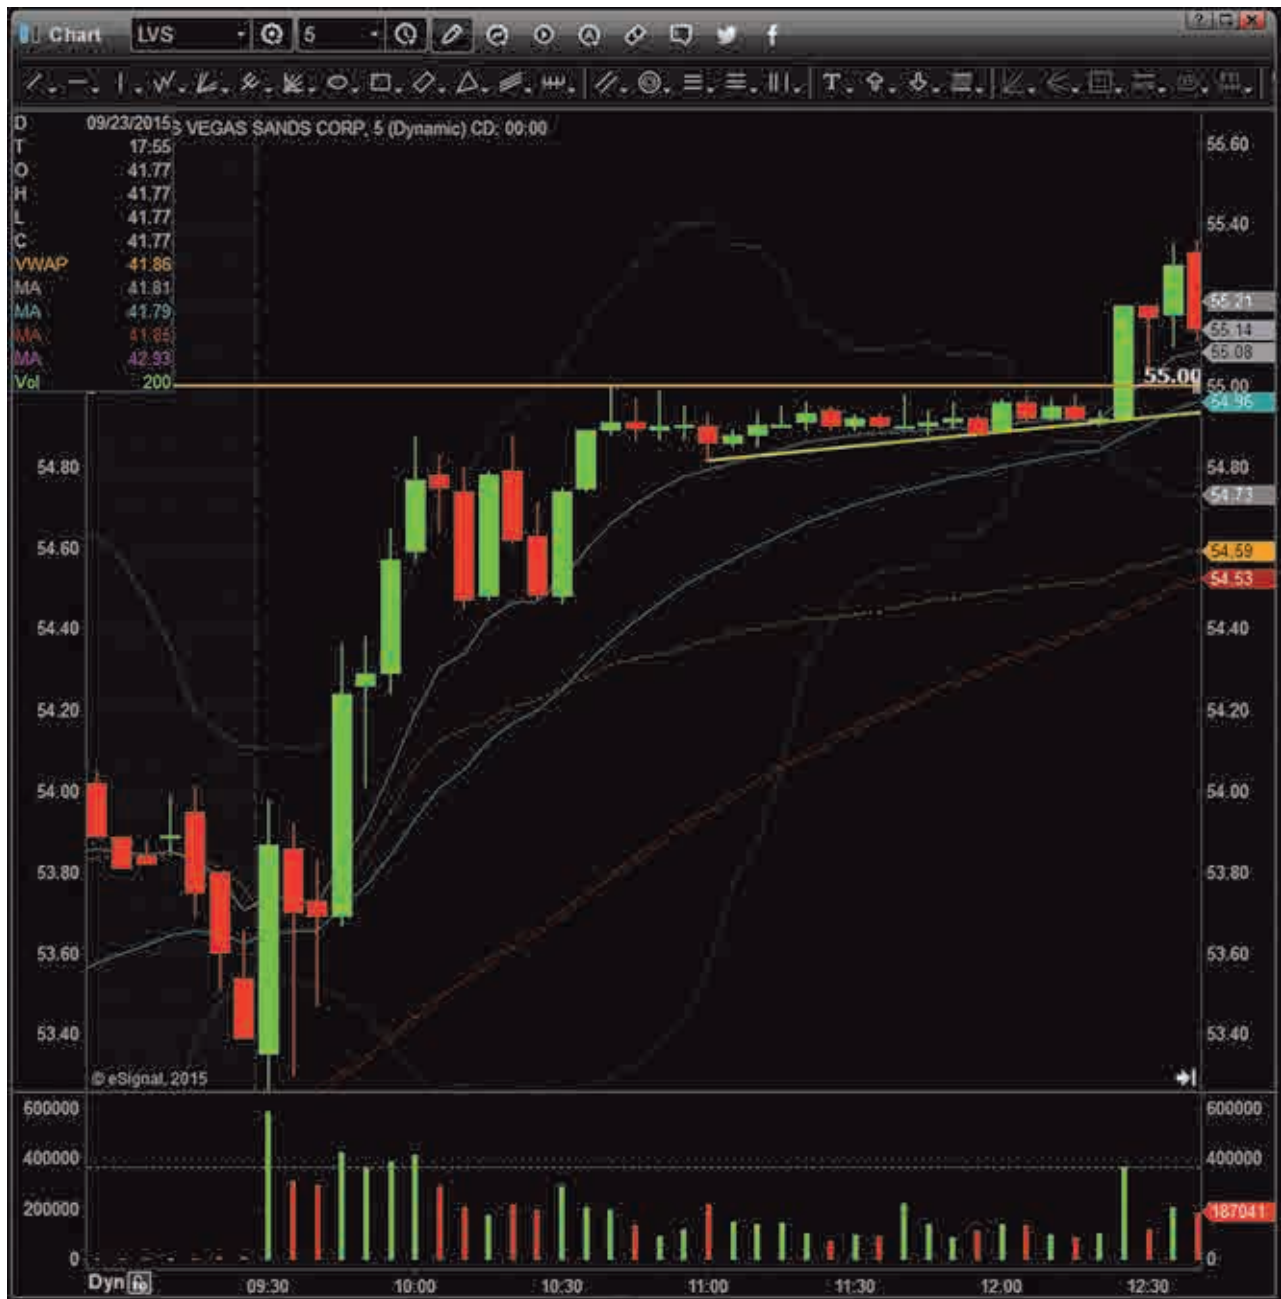 Chart LVS 5
D 09/23/2015 S VEGAS SANDS CORP, 5 (Dynamic) CD: 00:00
T 17:55
O 41.77
H 41.77
L 41.77
C 41.77
VWAP 41.86
MA 41.81
MA 41.79
MA 41.85
MA 42.93
Vol 200
55.60
55.40
55.21
55.14
55.08
55.00 55.00
54.96
54.80 54.80
54.73
54.60
54.59
54.53
54.40 54.40
54.20 54.20
54.00 54.00
53.80 53.80
53.60 53.60
53.40 53.40
© eSignal, 2015
600000 600000
400000 400000
200000 187041
0 0
Dyn 09:30 10:00 10:30 11:00 11:30 12:00 12:30